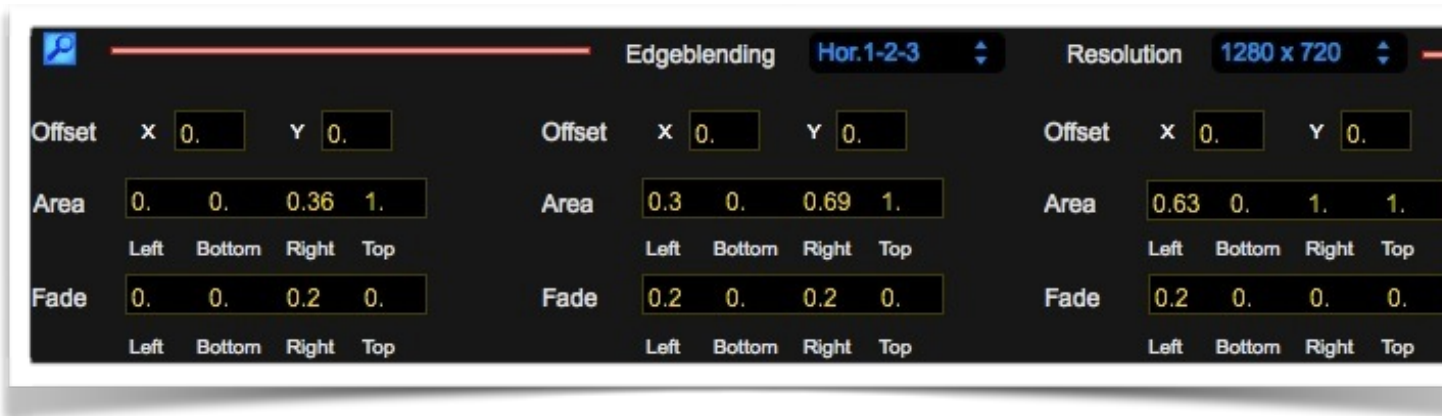 Edgeblending Hor.1-2-3 Resolution 1280 x 720
Offset X 0. Y 0. Offset X 0. Y 0. Offset X 0. Y 0.
Area 0. 0. 0.36 1. Area 0.3 0. 0.69 1. Area 0.63 0. 1. 1.
Left Bottom Right Top Left Bottom Right Top Left Bottom Right Top
Fade 0. 0. 0.2 0. Fade 0.2 0. 0.2 0. Fade 0.2 0. 0. 0.
Left Bottom Right Top Left Bottom Right Top Left Bottom Right Top